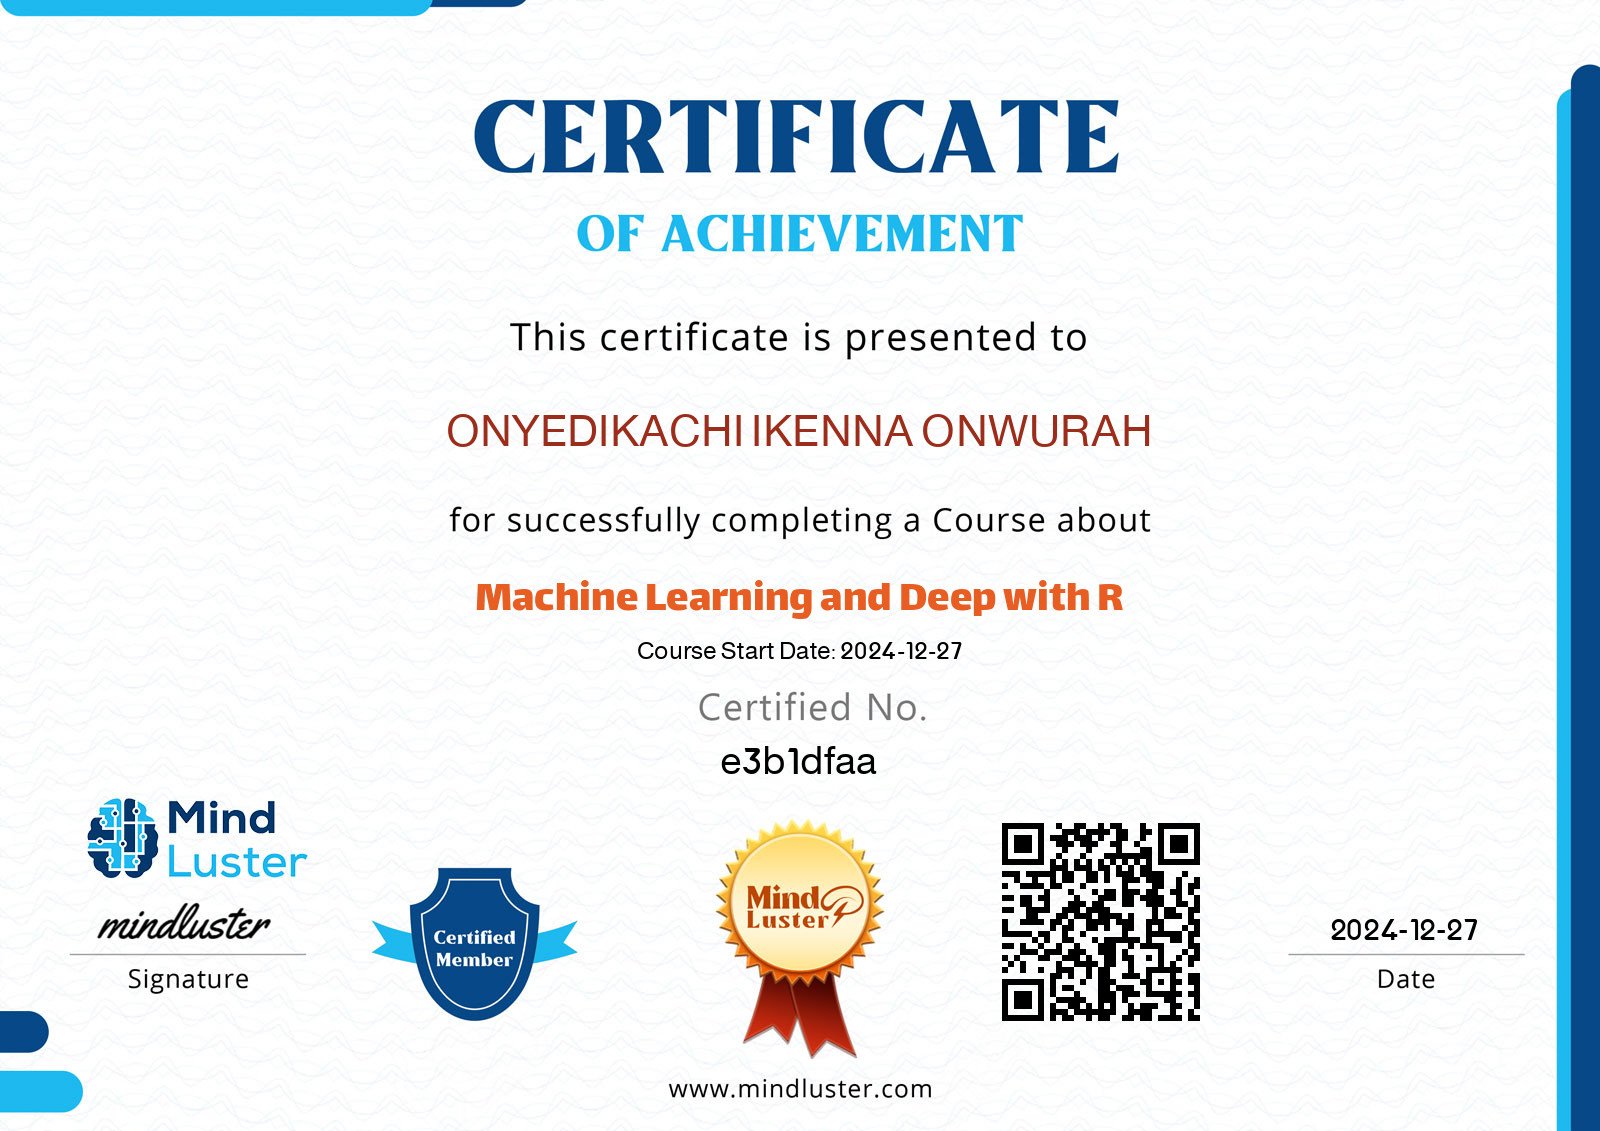 CERTIFICATE
OF ACHIEVEMENT
This certificate is presented to
ONYEDIKACHI IKENNA ONWURAH
for successfully completing a Course about
Machine Learning and Deep with R
Course Start Date: 2024-12-27
Certified No.
e3b1dfaa
Mind
Luster
mindluster
Signature
Certified
Member
Mind
Luster
2024-12-27
Date
www.mindluster.com